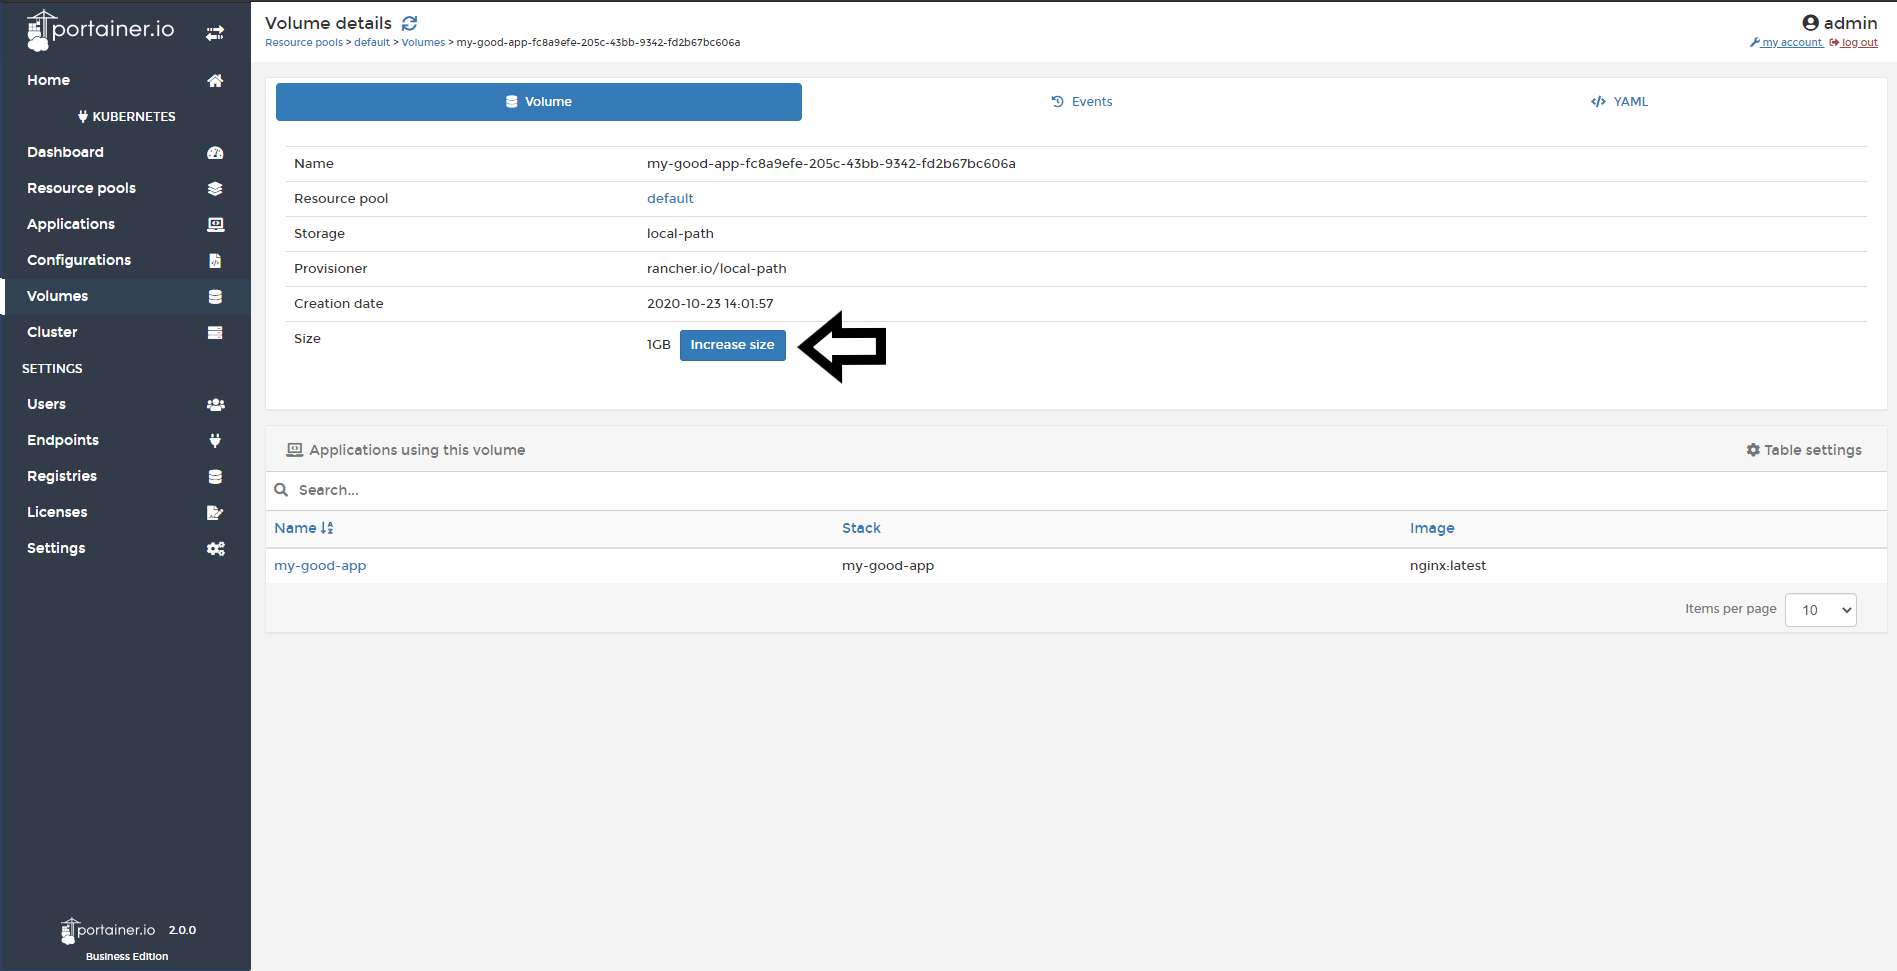 portainer.io
Home
KUBERNETES
Dashboard
Resource pools
Applications
Configurations
Volumes
Cluster
SETTINGS
Users
Endpoints
Registries
Licenses
Settings
portainer.io 2.0.0
Business Edition
Volume details
admin
Resource pools > default > Volumes > my-good-app-fc8a9efe-205c-43bb-9342-fd2b67bc606a
my account log out
Volume Events YAML
Name my-good-app-fc8a9efe-205c-43bb-9342-fd2b67bc606a
Resource pool default
Storage local-path
Provisioner rancher.io/local-path
Creation date 2020-10-23 14:01:57
Size 1GB Increase size
Applications using this volume Table settings
Search...
Name Stack Image
my-good-app my-good-app nginx:latest
Items per page 10